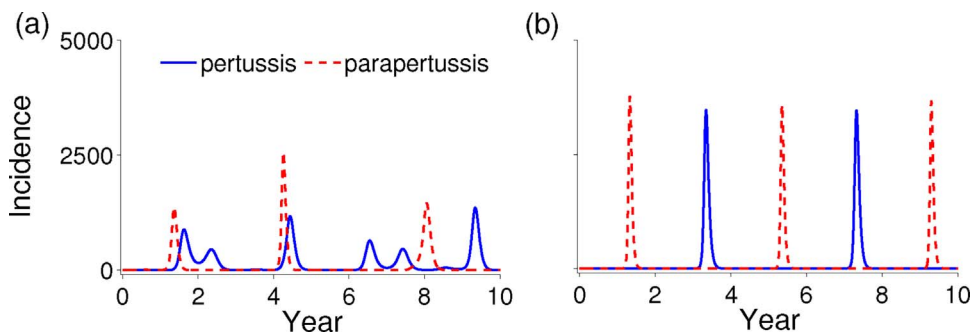 (a)
(b)
5000
pertussis parapertussis
Incidence
2500
0
0 2 4 6 8 10
0 2 4 6 8 10
Year
Year